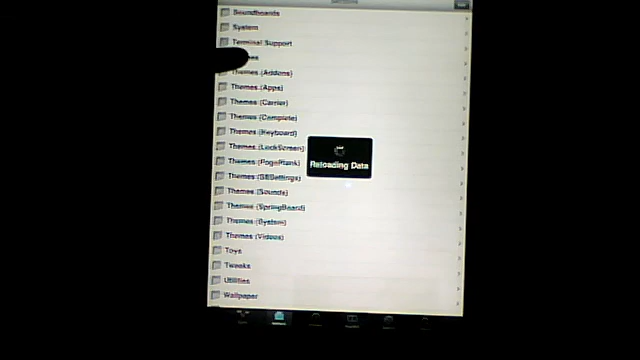 Soundboards
System
Terminal Support
Themes (Addons)
Themes (Apps)
Themes (Carrier)
Themes (Complete)
Themes (Keyboard)
Themes (LockScreen)
Themes (PogoPlank)
Themes (SBSettings)
Themes (Sounds)
Themes (SpringBoard)
Themes (System)
Themes (Videos)
Toys
Tweaks
Utilities
Wallpaper
Reloading Data